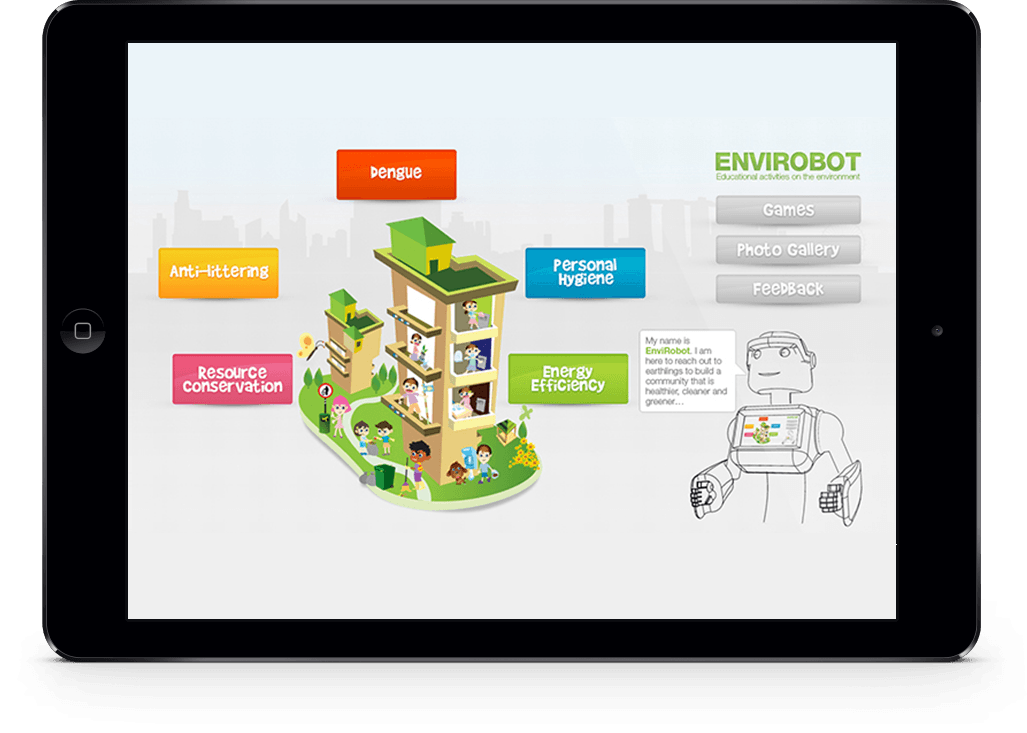 Dengue
ENVIROBOT
Educational activities on the environment
Games
Anti-littering
Personal
Hygiene
Photo Gallery
Feedback
Resource
conservation
Energy
Efficiency
My name is
EnviRobot. I am
here to reach out to
earthlings to build a
community that is
healthier, cleaner and
greener....